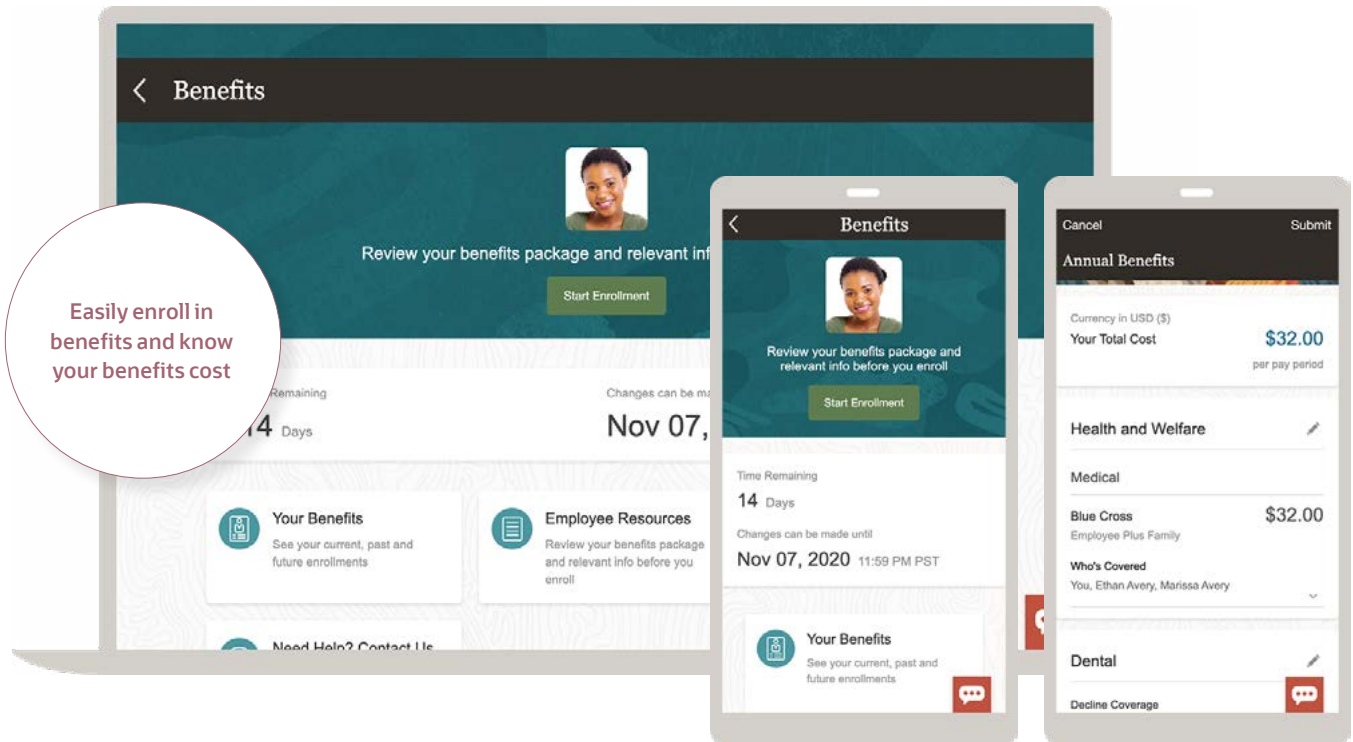 Benefits
Review your benefits package and relevant inf
Start Enrollment
Easily enroll in
benefits and know
your benefits cost
Remaining
14 Days
Changes can be ma
Nov 07,
Your Benefits
See your current, past and
future enrollments
Employee Resources
Review your benefits package
and relevant info before you
enroll
Need Help? Contact Us
Benefits
Review your benefits package and
relevant info before you enroll
Start Enrollment
Time Remaining
14 Days
Changes can be made until
Nov 07, 2020 11:59 PM PST
Your Benefits
See your current, past and
future enrollments
Cancel Submit
Annual Benefits
Currency in USD ($)
Your Total Cost $32.00
per pay period
Health and Welfare
Medical
Blue Cross $32.00
Employee Plus Family
Who's Covered
You, Ethan Avery, Marissa Avery
Dental
Decline Coverage